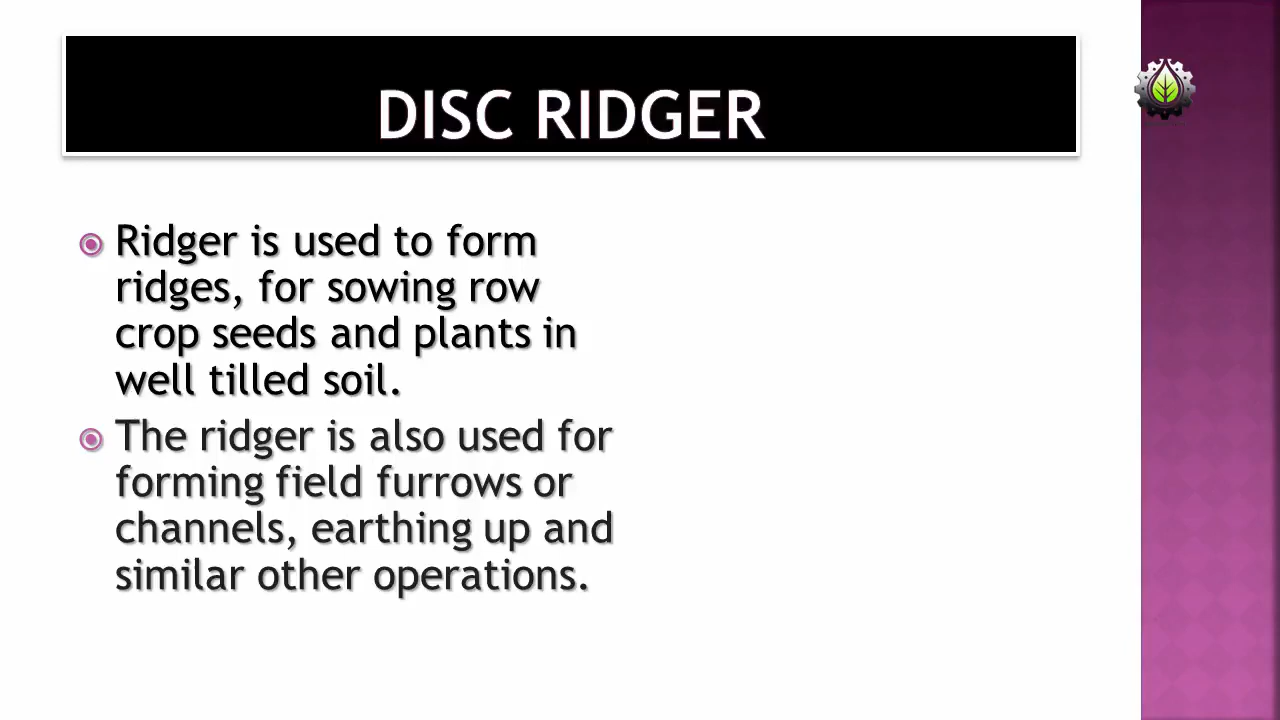 DISC RIDGER
Ridger is used to form
ridges, for sowing row
crop seeds and plants in
well tilled soil.
The ridger is also used for
forming field furrows or
channels, earthing up and
similar other operations.